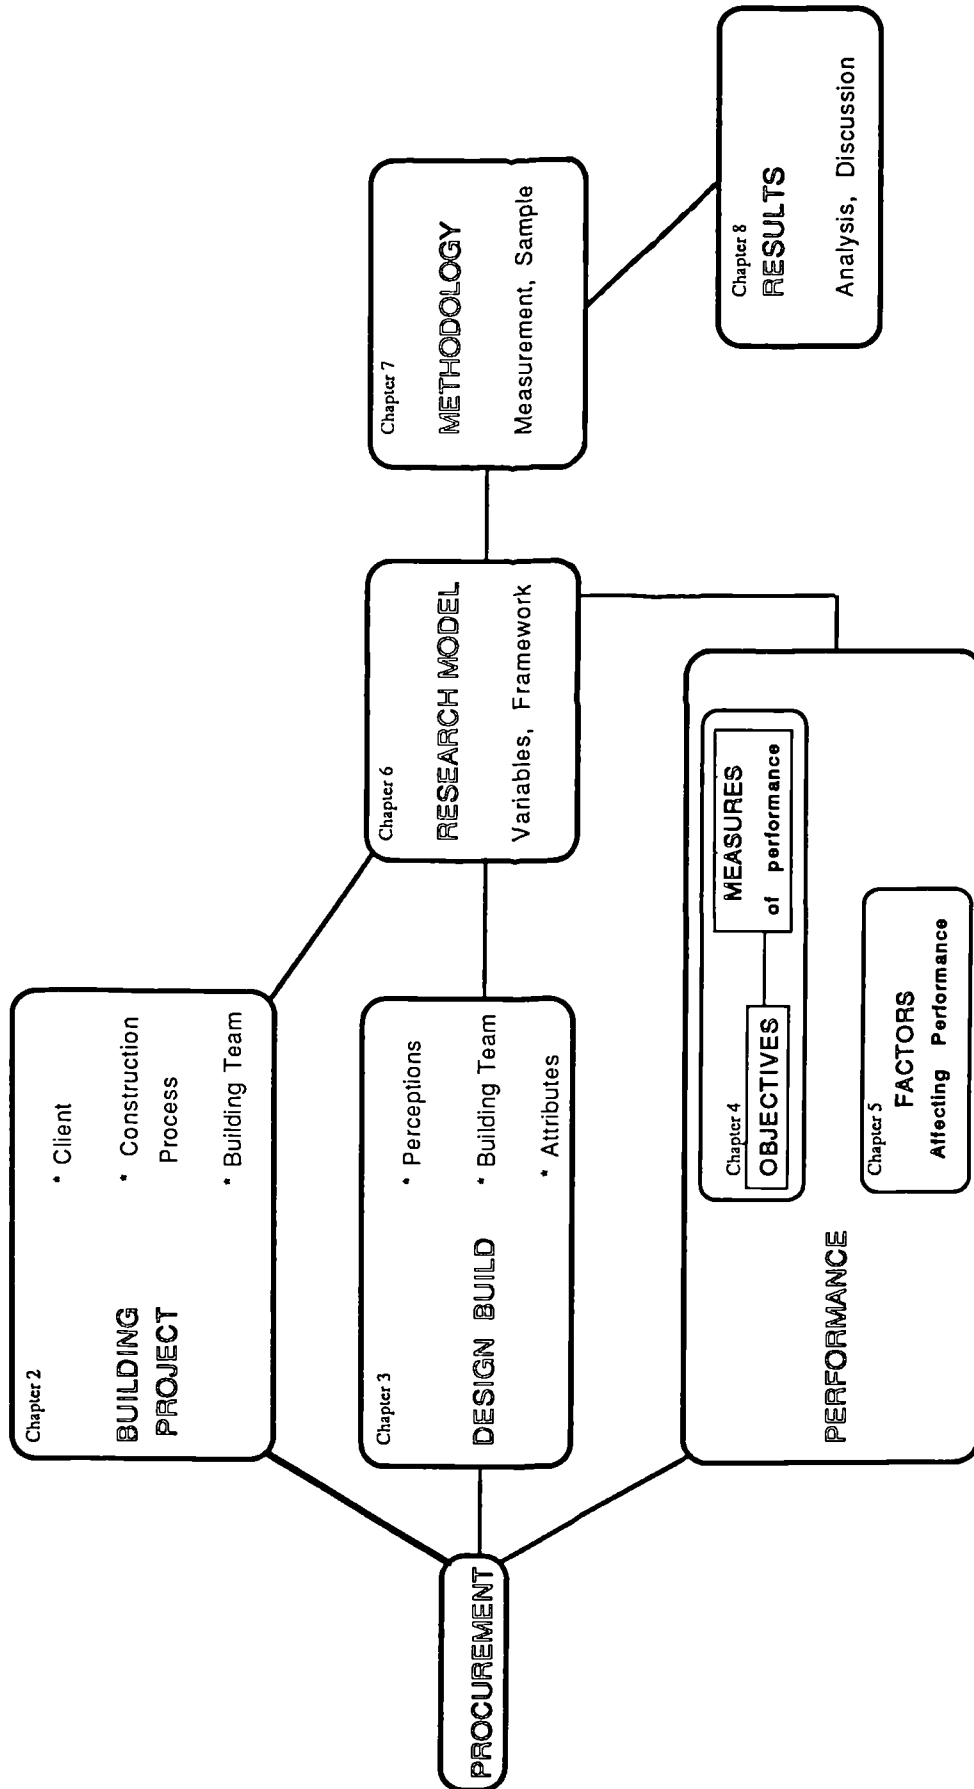 PROCUREMENT
Chapter 2
BUILDING
PROJECT
* Client
* Construction
Process
* Building Team
Chapter 3
DESIGN BUILD
* Perceptions
* Building Team
* Attributes
PERFORMANCE
Chapter 4
OBJECTIVES
MEASURES
of performance
Chapter 5
FACTORS
Affecting Performance
Chapter 6
RESEARCH MODEL
Variables, Framework
Chapter 7
METHODOLOGY
Measurement, Sample
Chapter 8
RESULTS
Analysis, Discussion